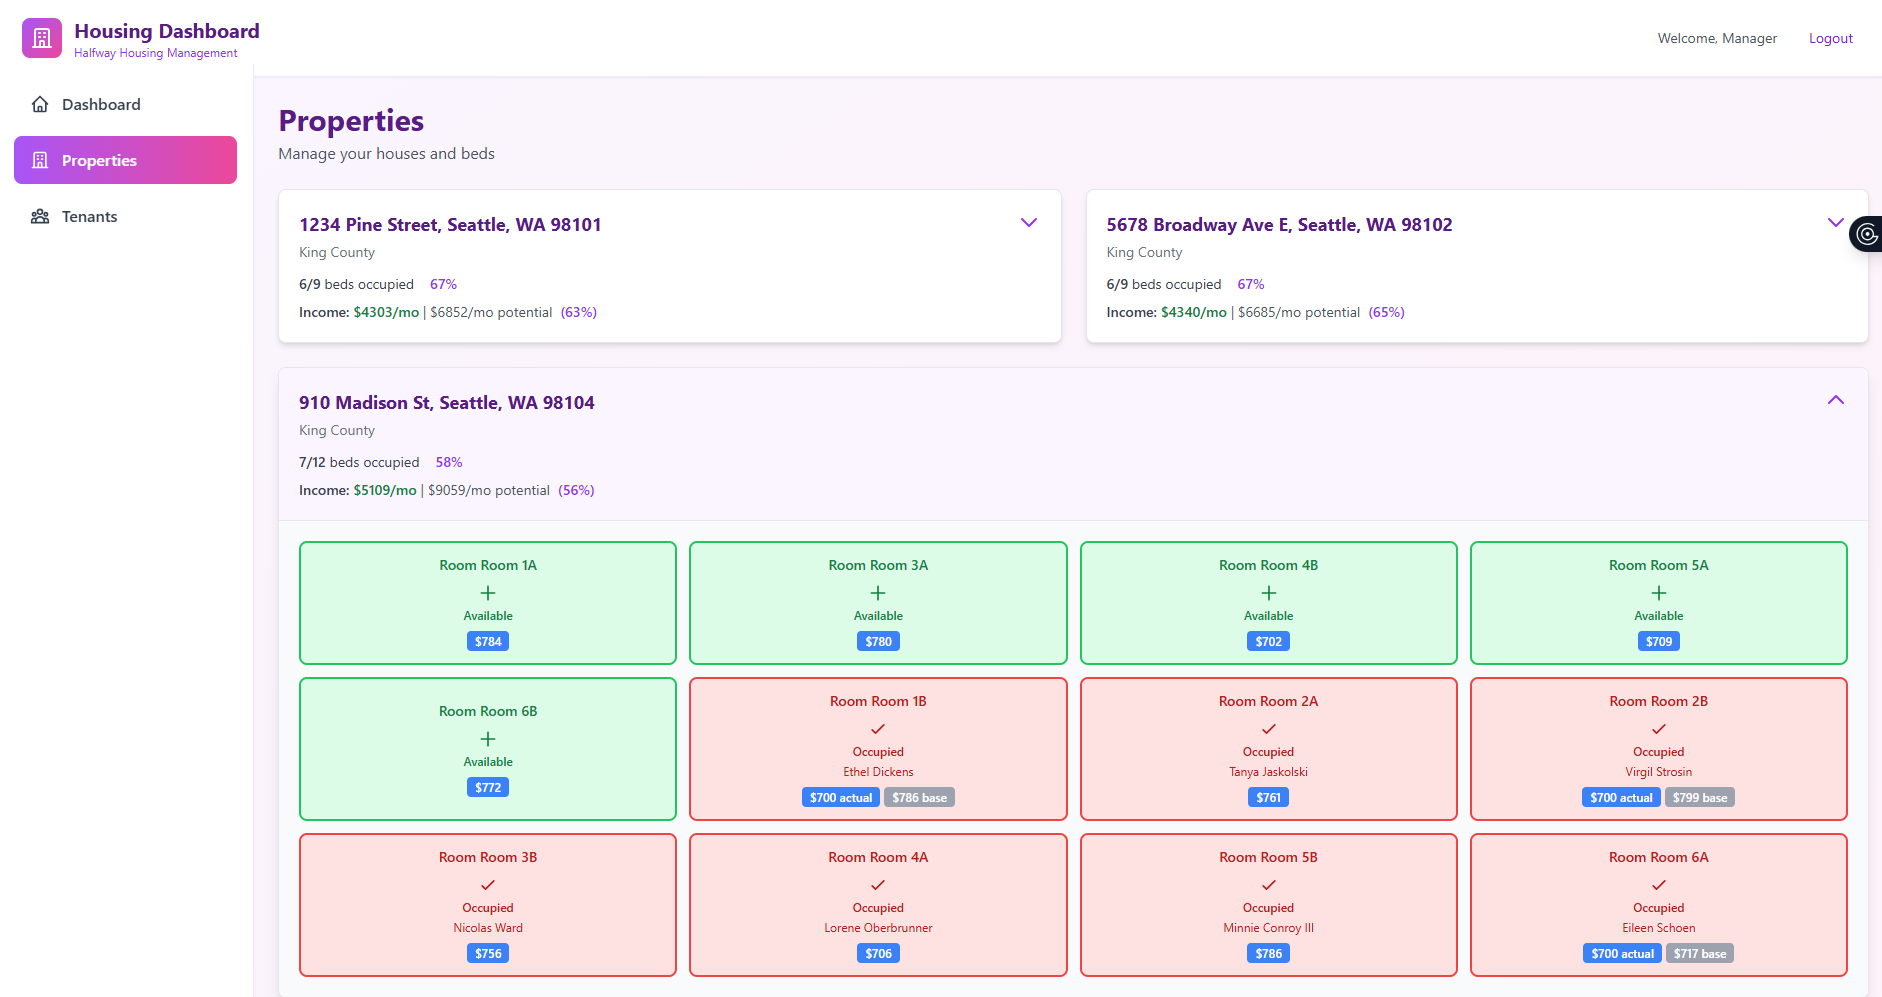 Housing Dashboard
Halfway Housing Management
Welcome, Manager
Logout
Dashboard
Properties
Tenants
Properties
Manage your houses and beds
1234 Pine Street, Seattle, WA 98101
King County
6/9 beds occupied 67%
Income: $4303/mo | $6852/mo potential (63%)
5678 Broadway Ave E, Seattle, WA 98102
King County
6/9 beds occupied 67%
Income: $4340/mo | $6685/mo potential (65%)
910 Madison St, Seattle, WA 98104
King County
7/12 beds occupied 58%
Income: $5109/mo | $9059/mo potential (56%)
Room Room 1A
Available
$784
Room Room 3A
Available
$780
Room Room 4B
Available
$702
Room Room 5A
Available
$709
Room Room 6B
Available
$772
Room Room 1B
Occupied
Ethel Dickens
$700 actual $786 base
Room Room 2A
Occupied
Tanya Jaskolski
$761
Room Room 2B
Occupied
Virgil Strosin
$700 actual $799 base
Room Room 3B
Occupied
Nicolas Ward
$756
Room Room 4A
Occupied
Lorene Oberbrunner
$706
Room Room 5B
Occupied
Minnie Conroy III
$786
Room Room 6A
Occupied
Eileen Schoen
$700 actual $717 base